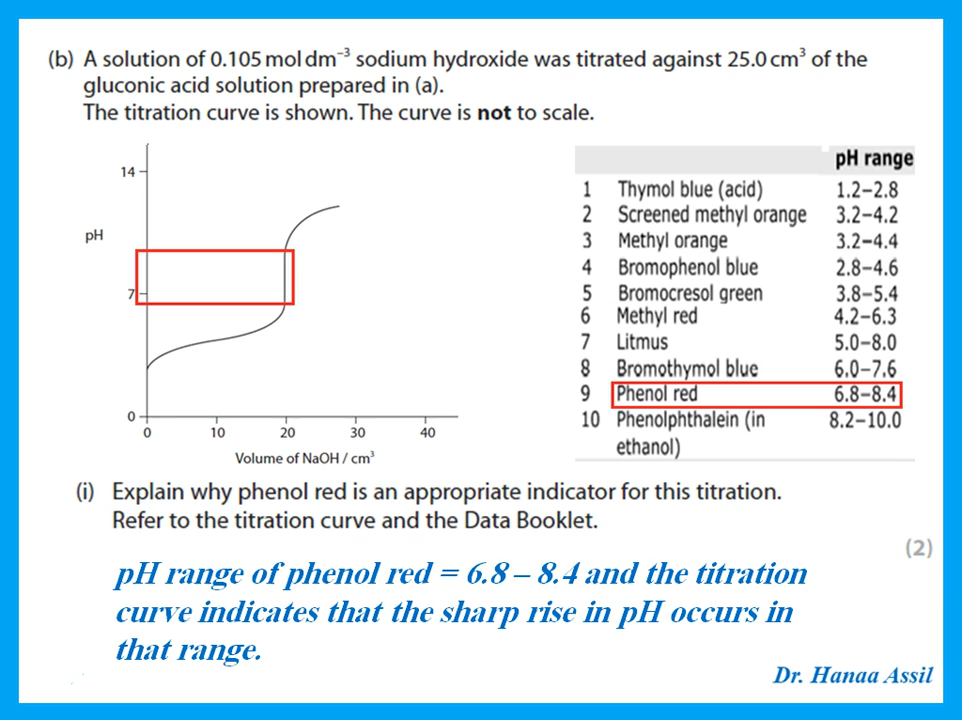 (b) A solution of 0.105 mol dm⁻³ sodium hydroxide was titrated against 25.0 cm³ of the
gluconic acid solution prepared in (a).
The titration curve is shown. The curve is not to scale.
14
pH
7
0
0 10 20 30 40
Volume of NaOH / cm³
pH range
1 Thymol blue (acid) 1.2–2.8
2 Screened methyl orange 3.2–4.2
3 Methyl orange 3.2–4.4
4 Bromophenol blue 2.8–4.6
5 Bromocresol green 3.8–5.4
6 Methyl red 4.2–6.3
7 Litmus 5.0–8.0
8 Bromothymol blue 6.0–7.6
9 Phenol red 6.8–8.4
10 Phenolphthalein (in 8.2–10.0
ethanol)
(i) Explain why phenol red is an appropriate indicator for this titration.
Refer to the titration curve and the Data Booklet.
(2)
pH range of phenol red = 6.8 – 8.4 and the titration
curve indicates that the sharp rise in pH occurs in
that range.
Dr. Hanaa Assil